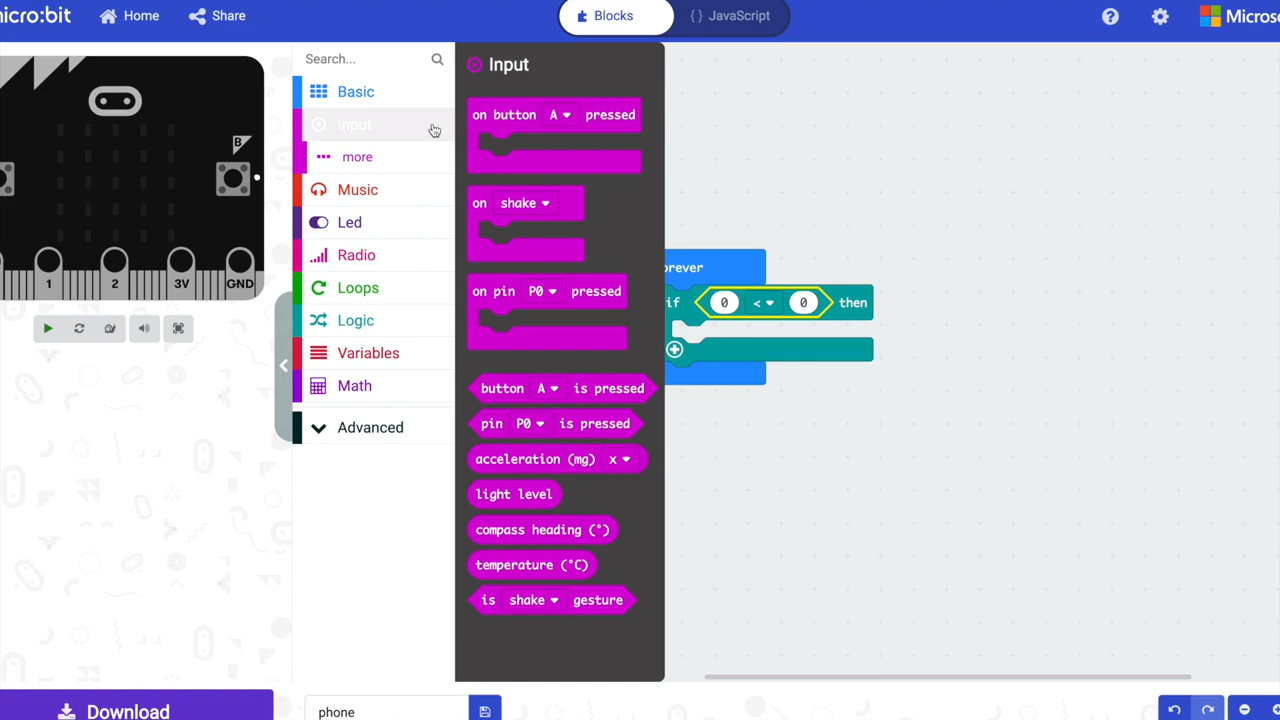 icro:bit
Home
Share
Blocks
{ } JavaScript
?
Micros
Search...
Basic
Input
more
Music
Led
Radio
Loops
Logic
Variables
Math
Advanced
B
1
2
3V
GND
Download
phone
Input
on button A pressed
on shake
on pin P0 pressed
button A is pressed
pin P0 is pressed
acceleration (mg) x
light level
compass heading (°)
temperature (°C)
is shake gesture
orever
if 0 < 0 then